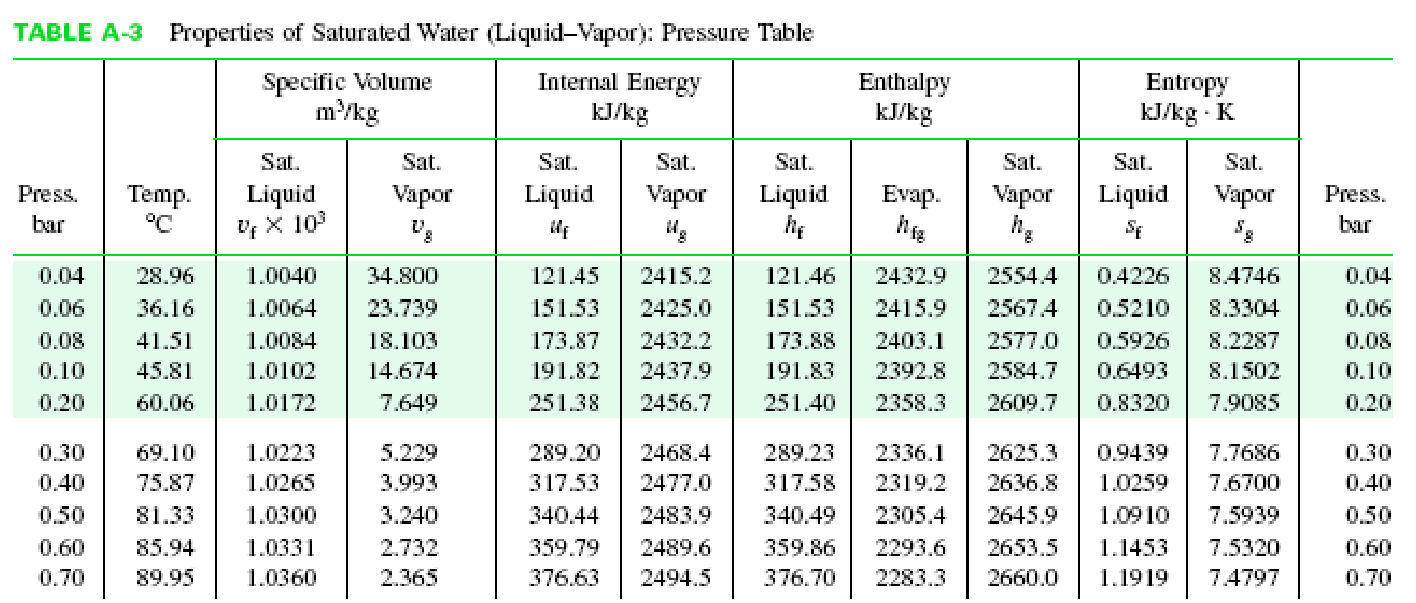 TABLE A-3 Properties of Saturated Water (Liquid–Vapor): Pressure Table
Specific Volume Internal Energy Enthalpy Entropy
m³/kg kJ/kg kJ/kg kJ/kg · K
Sat. Sat. Sat. Sat. Sat. Sat. Sat. Sat.
Press. Temp. Liquid Vapor Liquid Vapor Liquid Evap. Vapor Liquid Vapor Press.
bar °C vf × 10³ vg uf ug hf hfg hg sf sg bar
0.04 28.96 1.0040 34.800 121.45 2415.2 121.46 2432.9 2554.4 0.4226 8.4746 0.04
0.06 36.16 1.0064 23.739 151.53 2425.0 151.53 2415.9 2567.4 0.5210 8.3304 0.06
0.08 41.51 1.0084 18.103 173.87 2432.2 173.88 2403.1 2577.0 0.5926 8.2287 0.08
0.10 45.81 1.0102 14.674 191.82 2437.9 191.83 2392.8 2584.7 0.6493 8.1502 0.10
0.20 60.06 1.0172 7.649 251.38 2456.7 251.40 2358.3 2609.7 0.8320 7.9085 0.20
0.30 69.10 1.0223 5.229 289.20 2468.4 289.23 2336.1 2625.3 0.9439 7.7686 0.30
0.40 75.87 1.0265 3.993 317.53 2477.0 317.58 2319.2 2636.8 1.0259 7.6700 0.40
0.50 81.33 1.0300 3.240 340.44 2483.9 340.49 2305.4 2645.9 1.0910 7.5939 0.50
0.60 85.94 1.0331 2.732 359.79 2489.6 359.86 2293.6 2653.5 1.1453 7.5320 0.60
0.70 89.95 1.0360 2.365 376.63 2494.5 376.70 2283.3 2660.0 1.1919 7.4797 0.70